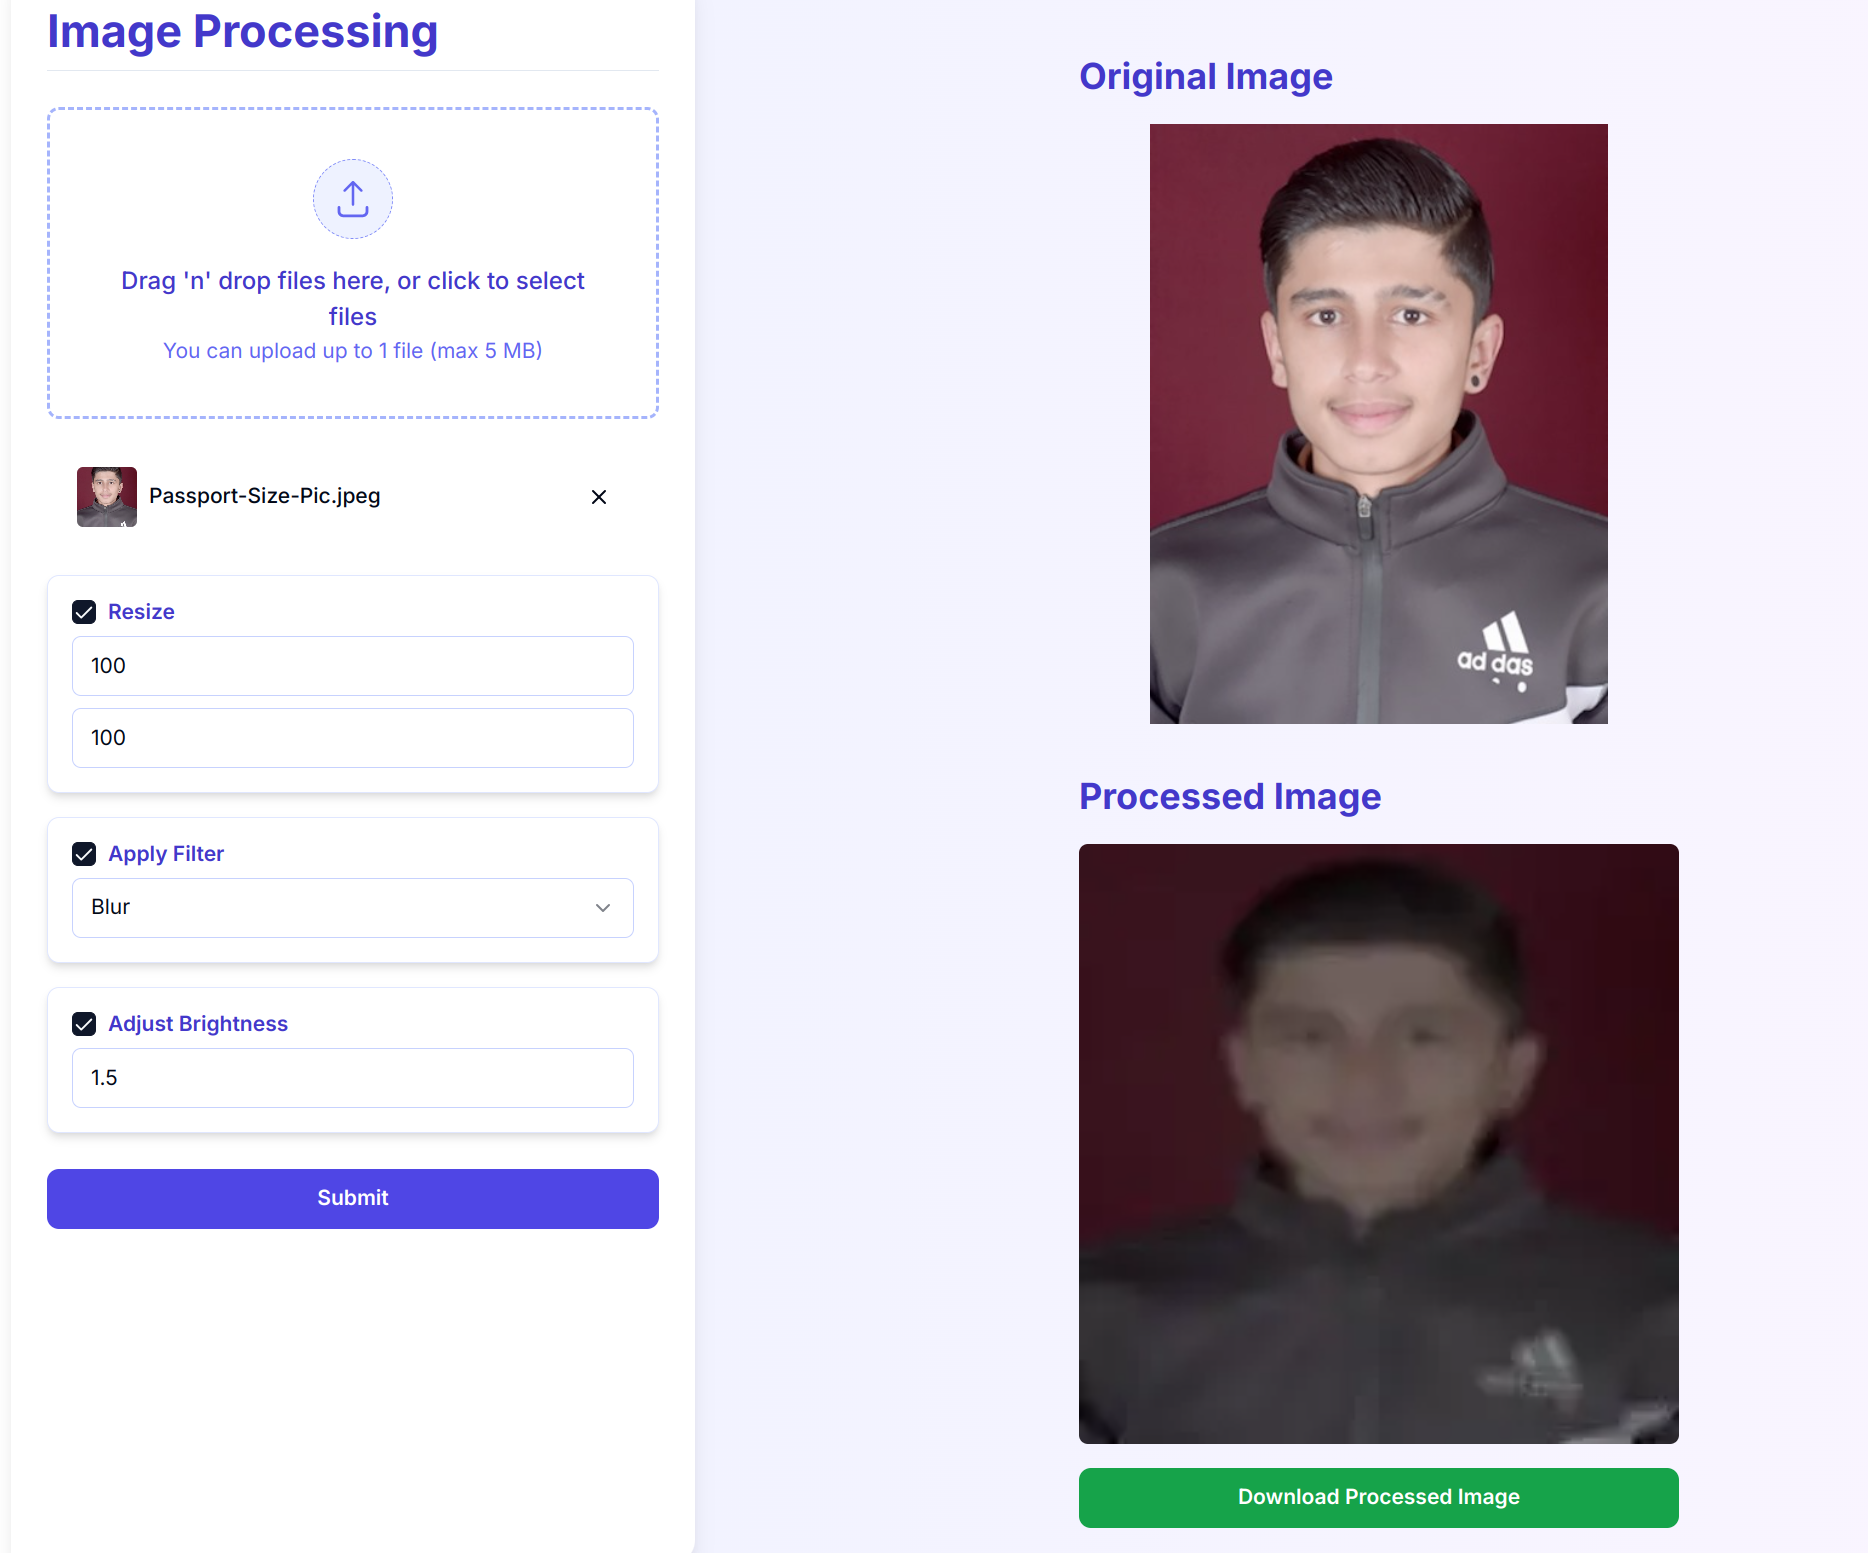 Image Processing
Drag 'n' drop files here, or click to select
files
You can upload up to 1 file (max 5 MB)
Passport-Size-Pic.jpeg
Resize
100
100
Apply Filter
Blur
Adjust Brightness
1.5
Submit
Original Image
ad das
Processed Image
Download Processed Image